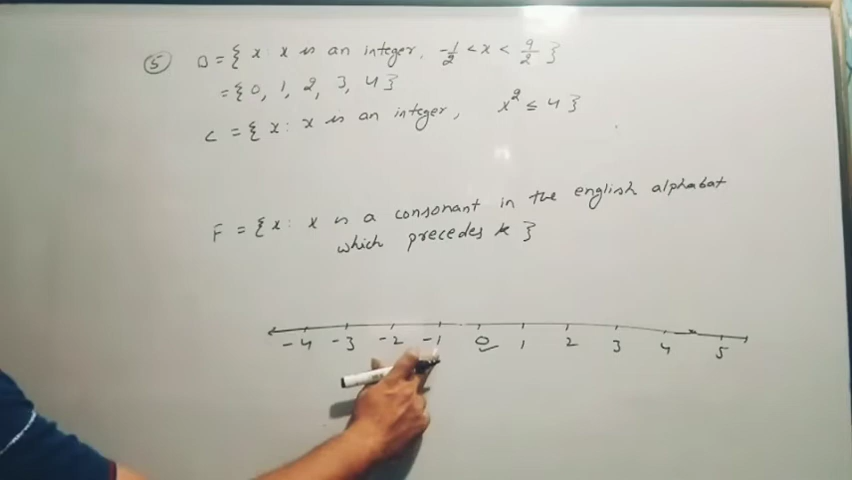 5 B = { x : x is an integer, -1/2 < x < 9/2 }
= {0, 1, 2, 3, 4}
C = { x : x is an integer, x² ≤ 4 }
F = { x : x is a consonant in the english alphabat
which precedes k }
-4 -3 -2 -1 0 1 2 3 4 5